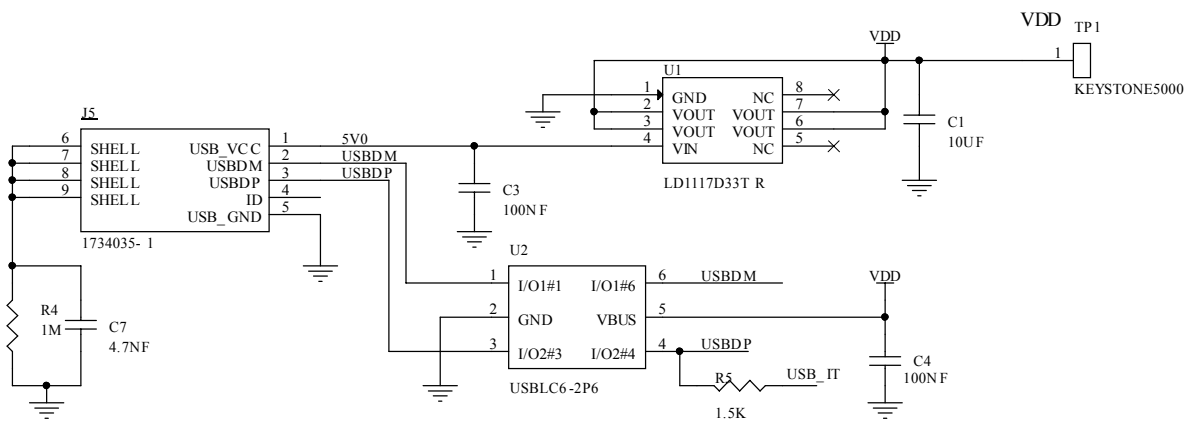 VDD
TP1
1
KEYSTONE5000
VDD
U1
1 GND NC 8
2 VOUT VOUT 7
3 VOUT VOUT 6
4 VIN NC 5
LD1117D33T R
C1
10UF
J5
6 SHELL USB_VCC 1 5V0
7 SHELL USBDM 2 USBDM
8 SHELL USBDP 3 USBDP
9 SHELL ID 4
USB_GND 5
1734035- 1
C3
100NF
R4
1M
C7
4.7NF
U2
1 I/O1#1 I/O1#6 6 USBDM
2 GND VBUS 5
3 I/O2#3 I/O2#4 4 USBDP
USBLC6-2P6
VDD
C4
100NF
R5 USB_IT
1.5K